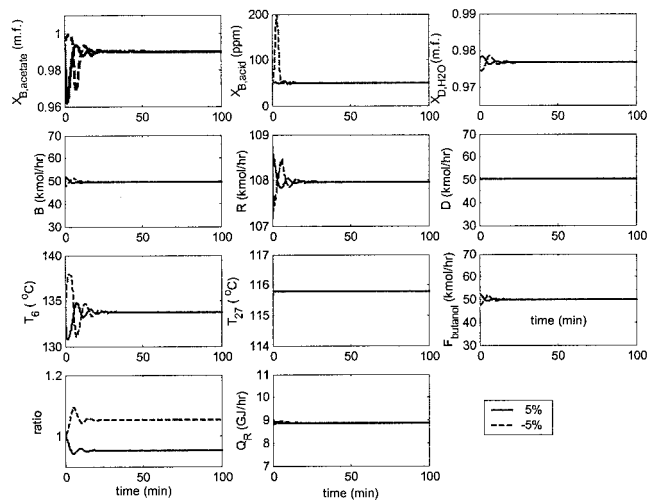 X_B,acetate (m.f.)
1
0.98
0.96
0 50 100
X_B,acid (ppm)
200
100
0
0 50 100
X_D,H2O (m.f.)
0.99
0.98
0.97
0 50 100
B (kmol/hr)
70
60
50
40
30
0 50 100
R (kmol/hr)
109
108
107
0 50 100
D (kmol/hr)
70
60
50
40
30
0 50 100
T_6 (°C)
140
135
130
0 50 100
T_27 (°C)
117
116
115
114
0 50 100
F_butanol (kmol/hr)
70
60
50
40
30
0 50 100
time (min)
ratio
1.2
1
0 50 100
time (min)
Q_R (GJ/hr)
11
10
9
8
7
0 50 100
time (min)
5%
-5%